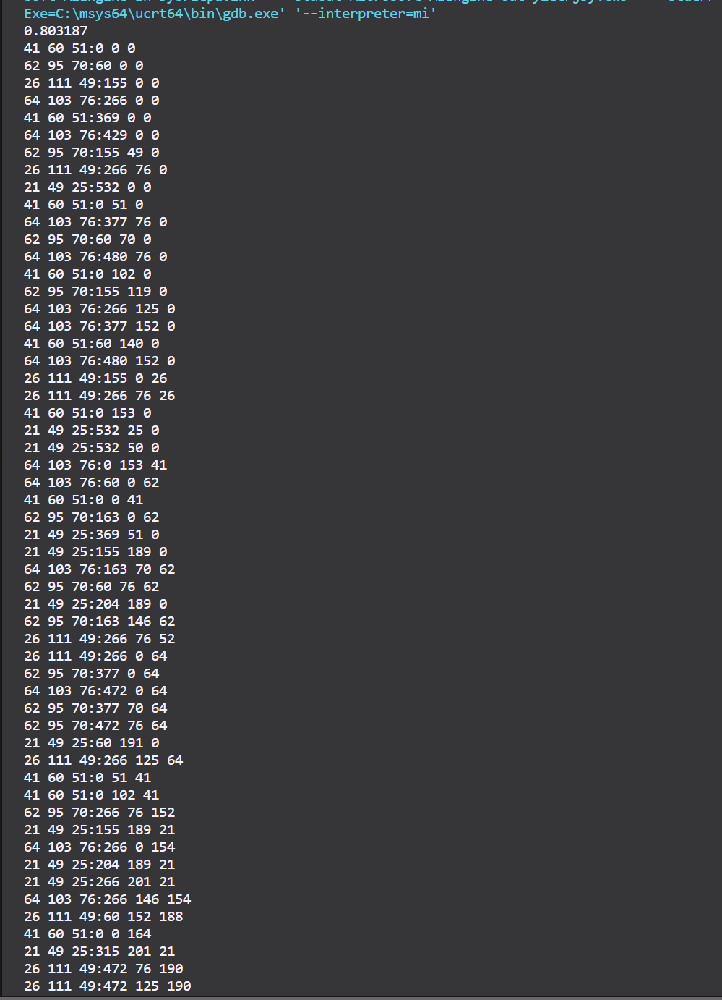 Exe=C:\msys64\ucrt64\bin\gdb.exe' '--interpreter=mi'
0.803187
41 60 51:0 0 0
62 95 70:60 0 0
26 111 49:155 0 0
64 103 76:266 0 0
41 60 51:369 0 0
64 103 76:429 0 0
62 95 70:155 49 0
26 111 49:266 76 0
21 49 25:532 0 0
41 60 51:0 51 0
64 103 76:377 76 0
62 95 70:60 70 0
64 103 76:480 76 0
41 60 51:0 102 0
62 95 70:155 119 0
64 103 76:266 125 0
64 103 76:377 152 0
41 60 51:60 140 0
64 103 76:480 152 0
26 111 49:155 0 26
26 111 49:266 76 26
41 60 51:0 153 0
21 49 25:532 25 0
21 49 25:532 50 0
64 103 76:0 153 41
64 103 76:60 0 62
41 60 51:0 0 41
62 95 70:163 0 62
21 49 25:369 51 0
21 49 25:155 189 0
64 103 76:163 70 62
62 95 70:60 76 62
21 49 25:204 189 0
62 95 70:163 146 62
26 111 49:266 76 52
26 111 49:266 0 64
62 95 70:377 0 64
64 103 76:472 0 64
62 95 70:377 70 64
62 95 70:472 76 64
21 49 25:60 191 0
26 111 49:266 125 64
41 60 51:0 51 41
41 60 51:0 102 41
62 95 70:266 76 152
21 49 25:155 189 21
64 103 76:266 0 154
21 49 25:204 189 21
21 49 25:266 201 21
64 103 76:266 146 154
26 111 49:60 152 188
41 60 51:0 0 164
21 49 25:315 201 21
26 111 49:472 76 190
26 111 49:472 125 190